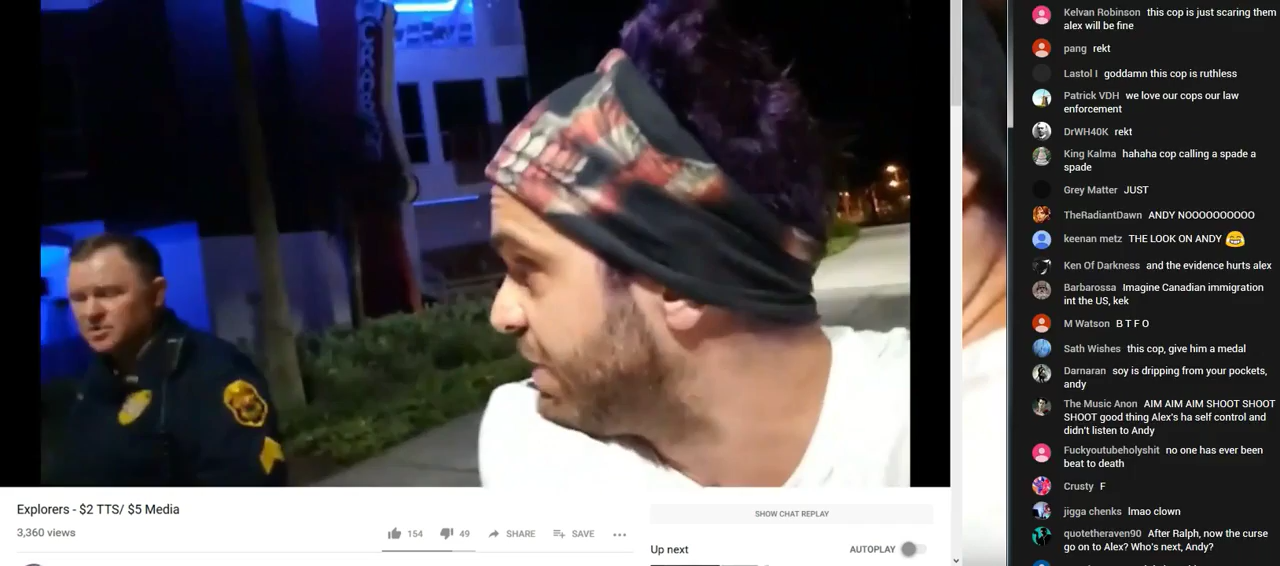 Explorers - $2 TTS/ $5 Media
3,360 views
154
49
SHARE
SAVE
SHOW CHAT REPLAY
Up next
AUTOPLAY
Kelvan Robinson this cop is just scaring them
alex will be fine
pang rekt
Lastol I goddamn this cop is ruthless
Patrick VDH we love our cops our law
enforcement
DrWH40K rekt
King Kalma hahaha cop calling a spade a
spade
Grey Matter JUST
TheRadiantDawn ANDY NOOOOOOOOOO
keenan metz THE LOOK ON ANDY 😂
Ken Of Darkness and the evidence hurts alex
Barbarossa Imagine Canadian immigration
int the US, kek
M Watson B T F O
Sath Wishes this cop, give him a medal
Darnaran soy is dripping from your pockets,
andy
The Music Anon AIM AIM AIM SHOOT SHOOT
SHOOT good thing Alex's ha self control and
didn't listen to Andy
Fuckyoutubeholyshit no one has ever been
beat to death
Crusty F
jigga chenks lmao clown
quotetheraven90 After Ralph, now the curse
go on to Alex? Who's next, Andy?